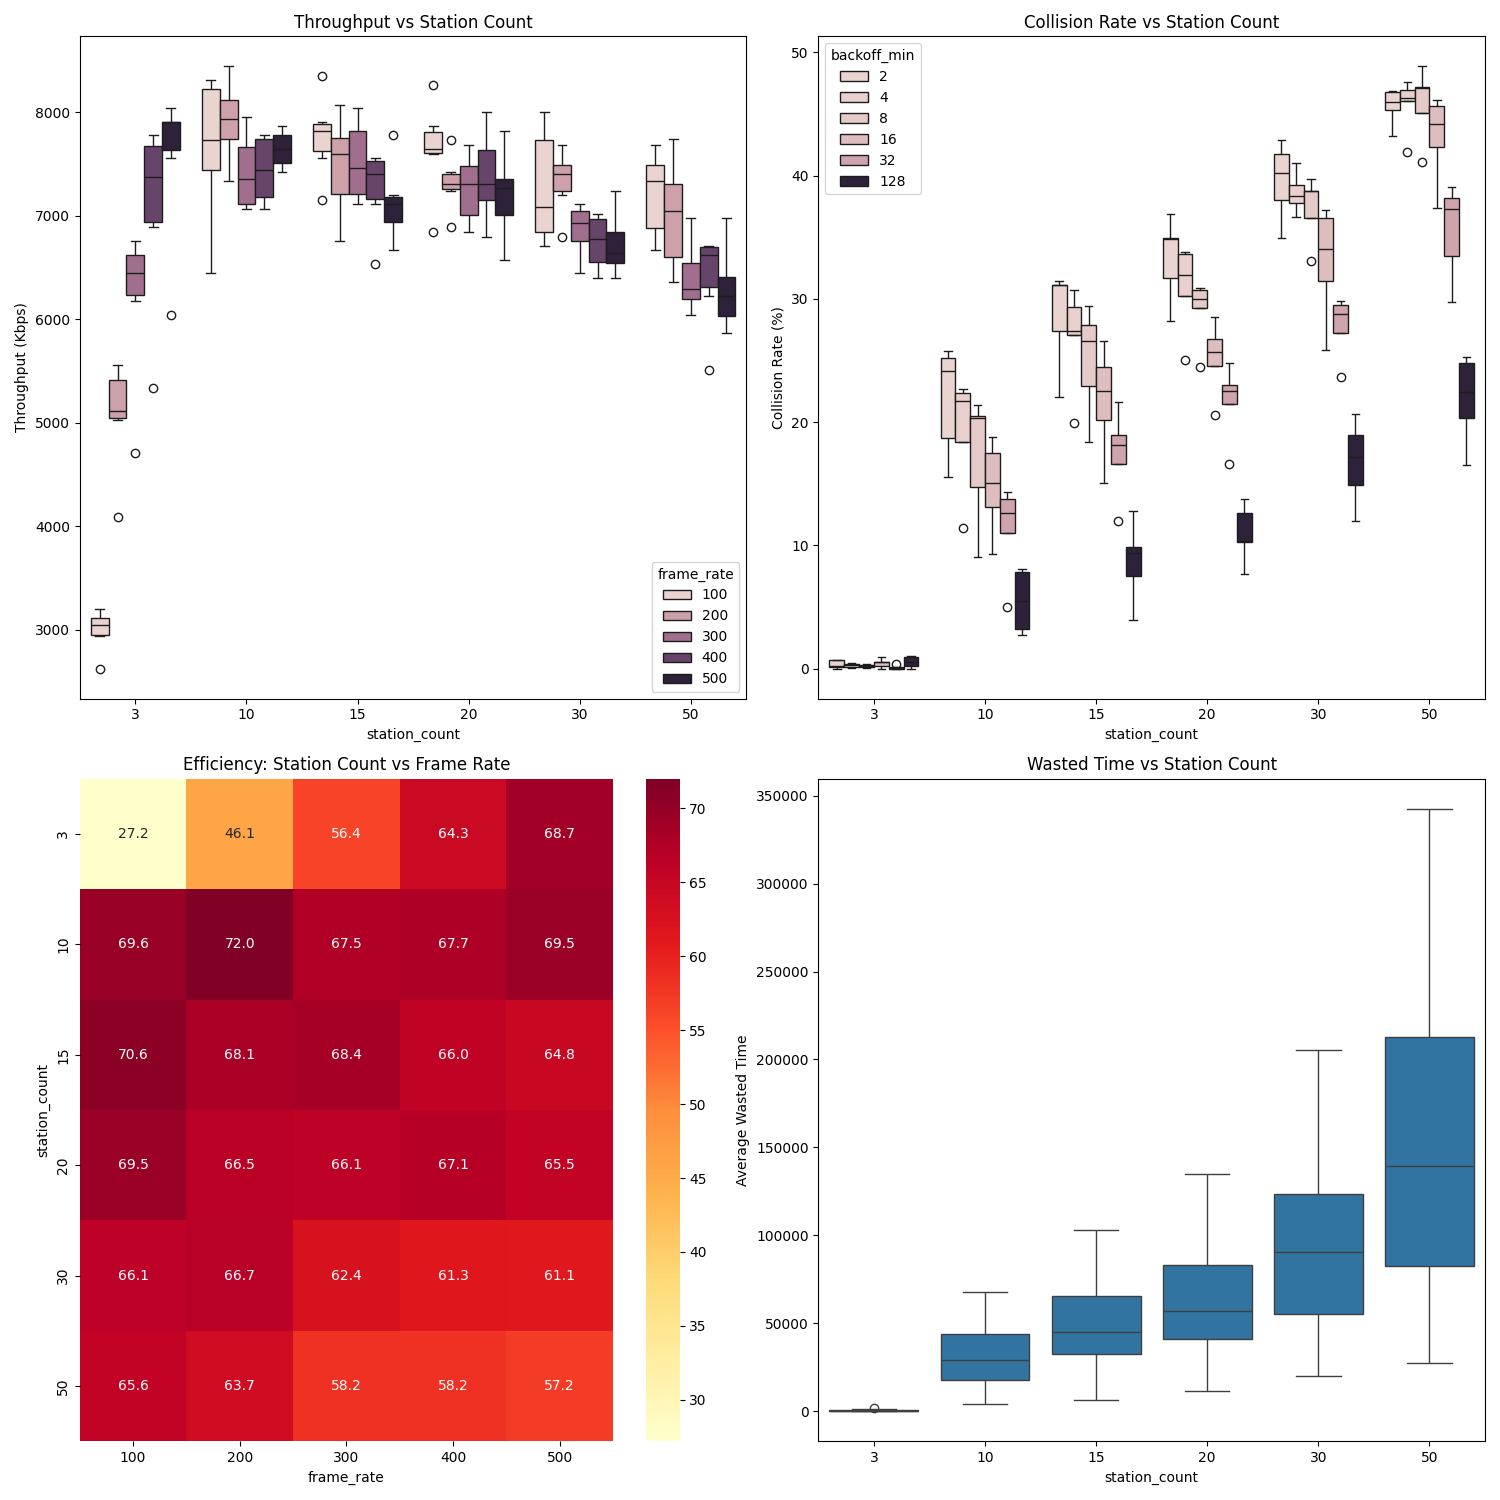 Throughput vs Station Count
Throughput (Kbps)
8000
7000
6000
5000
4000
3000
3 10 15 20 30 50
station_count
frame_rate
100
200
300
400
500
Collision Rate vs Station Count
Collision Rate (%)
50
40
30
20
10
0
3 10 15 20 30 50
station_count
backoff_min
2
4
8
16
32
128
Efficiency: Station Count vs Frame Rate
station_count
3 27.2 46.1 56.4 64.3 68.7
10 69.6 72.0 67.5 67.7 69.5
15 70.6 68.1 68.4 66.0 64.8
20 69.5 66.5 66.1 67.1 65.5
30 66.1 66.7 62.4 61.3 61.1
50 65.6 63.7 58.2 58.2 57.2
100 200 300 400 500
frame_rate
70
65
60
55
50
45
40
35
30
Wasted Time vs Station Count
Average Wasted Time
350000
300000
250000
200000
150000
100000
50000
0
3 10 15 20 30 50
station_count